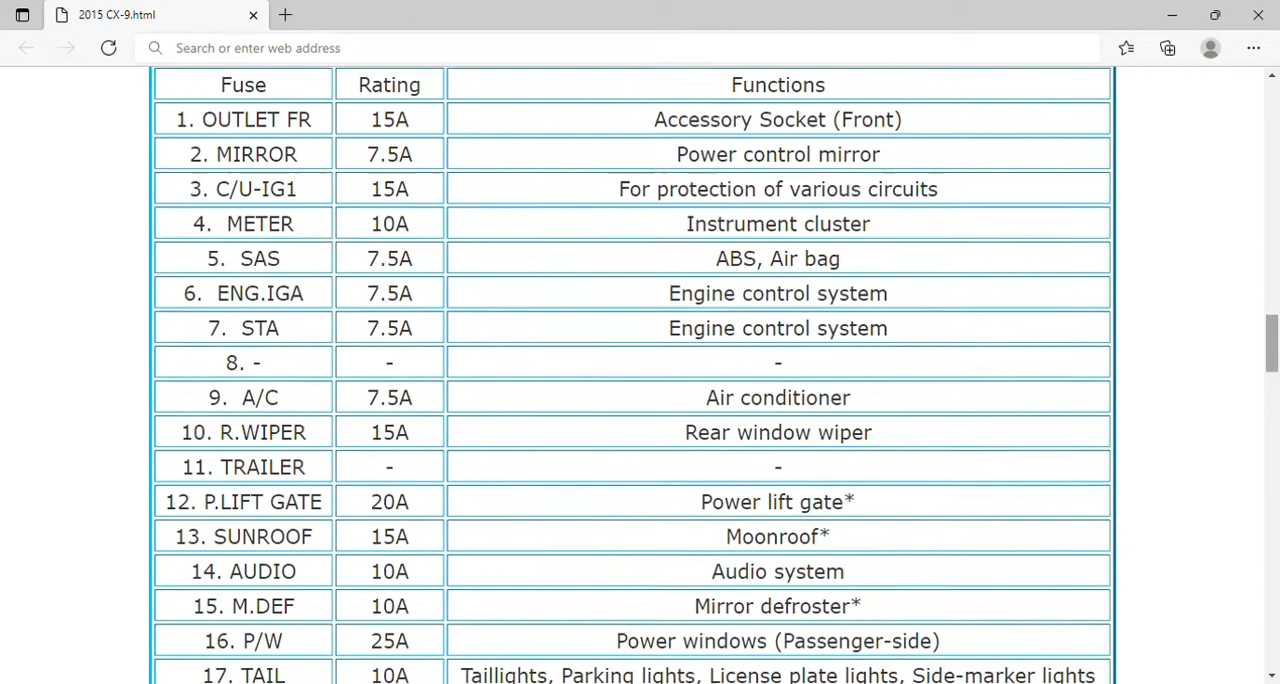 2015 CX-9.html
Search or enter web address
Fuse Rating Functions
1. OUTLET FR 15A Accessory Socket (Front)
2. MIRROR 7.5A Power control mirror
3. C/U-IG1 15A For protection of various circuits
4. METER 10A Instrument cluster
5. SAS 7.5A ABS, Air bag
6. ENG.IGA 7.5A Engine control system
7. STA 7.5A Engine control system
8. - - -
9. A/C 7.5A Air conditioner
10. R.WIPER 15A Rear window wiper
11. TRAILER - -
12. P.LIFT GATE 20A Power lift gate*
13. SUNROOF 15A Moonroof*
14. AUDIO 10A Audio system
15. M.DEF 10A Mirror defroster*
16. P/W 25A Power windows (Passenger-side)
17. TAIL 10A Taillights, Parking lights, License plate lights, Side-marker lights